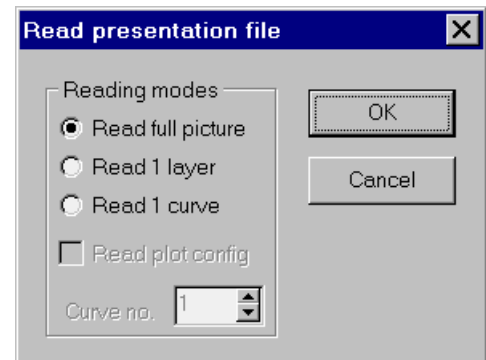 Read presentation file
Reading modes
Read full picture
Read 1 layer
Read 1 curve
Read plot config
Curve no. 1
OK
Cancel